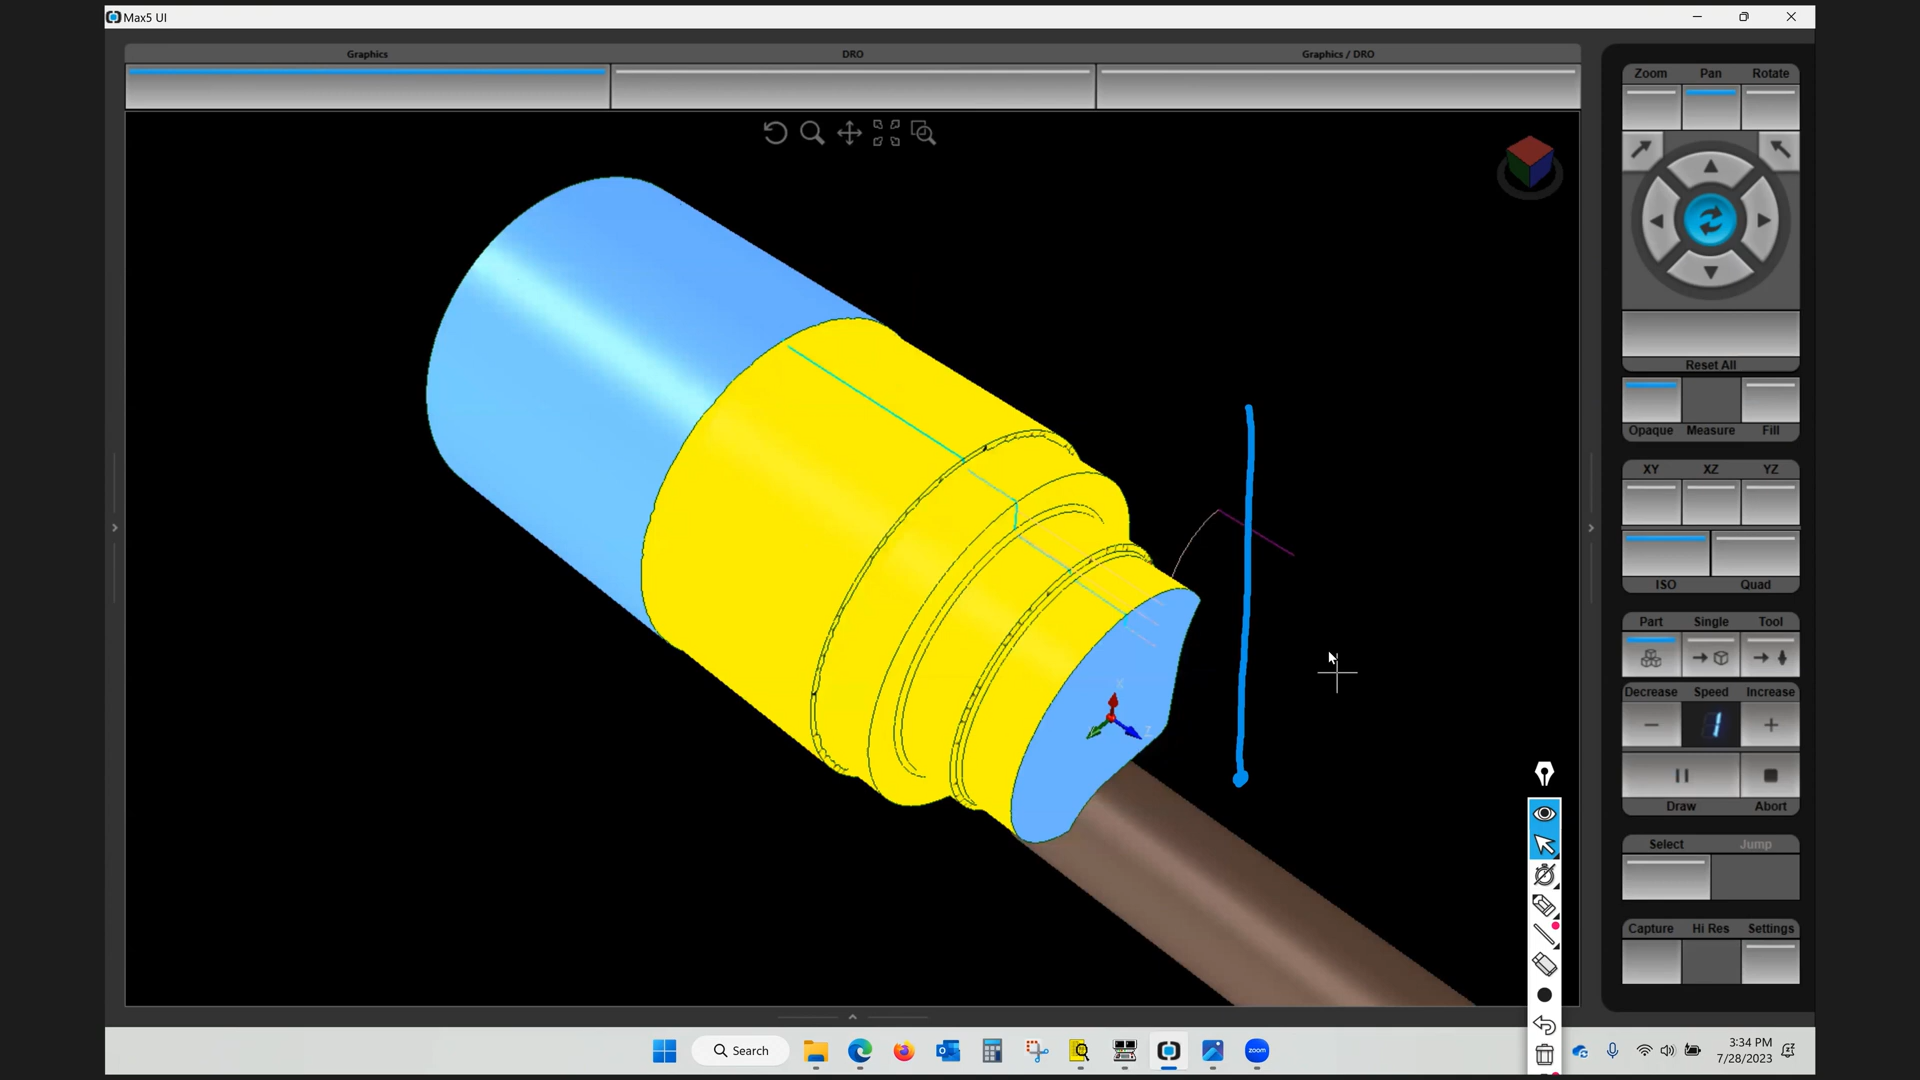 Max5 UI
Graphics
DRO
Graphics / DRO
Zoom
Pan
Rotate
Reset All
Opaque
Measure
Fill
XY
XZ
YZ
ISO
Quad
Part
Single
Tool
Decrease
Speed
Increase
1
Draw
Abort
Select
Jump
Capture
Hi Res
Settings
X
Z
Search
zoom
3:34 PM
7/28/2023